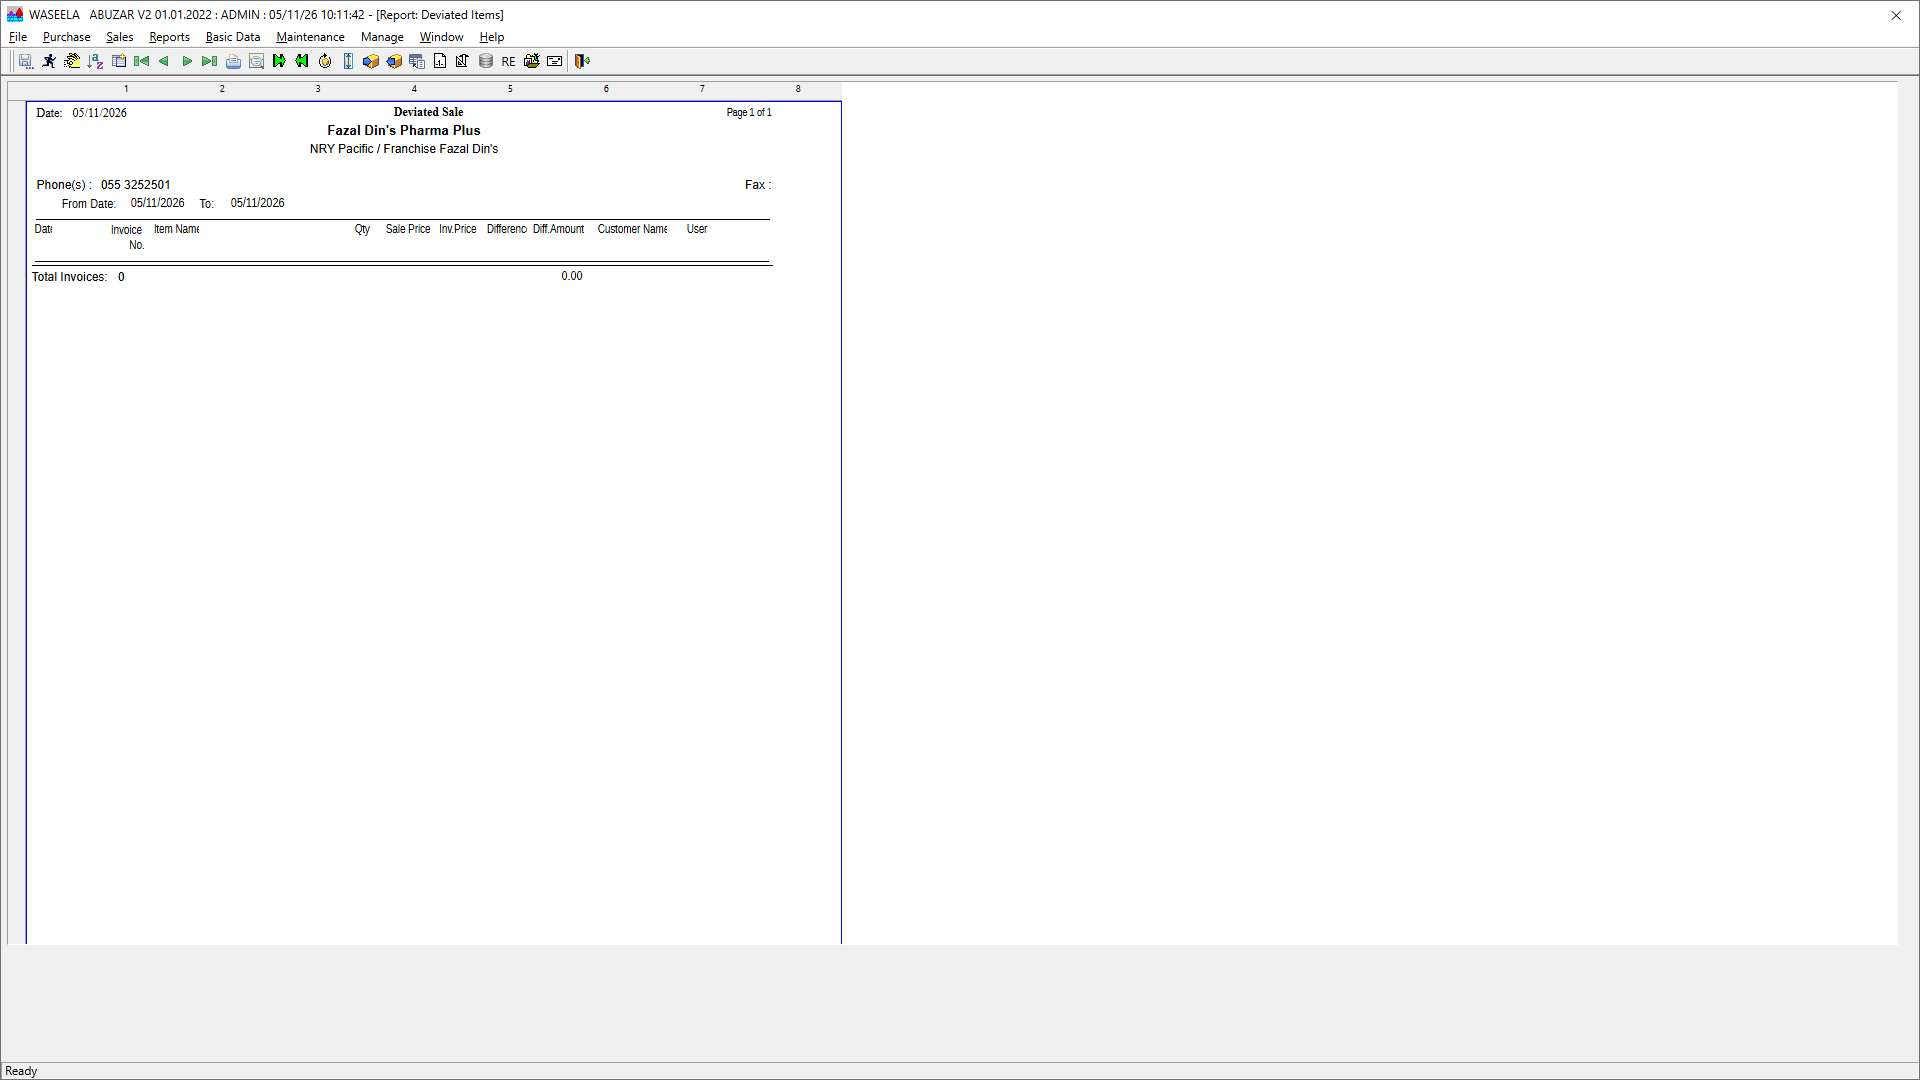 WASEELA   ABUZAR V2 01.01.2022 : ADMIN : 05/11/26 10:11:42 - [Report: Deviated Items]
File Purchase Sales Reports Basic Data Maintenance Manage Window Help
RE
1 2 3 4 5 6 7 8
Date: 05/11/2026 Deviated Sale Page 1 of 1
Fazal Din's Pharma Plus
NRY Pacific / Franchise Fazal Din's
Phone(s) : 055 3252501 Fax :
From Date: 05/11/2026 To: 05/11/2026
Date Invoice No. Item Name Qty Sale Price Inv.Price Differenc Diff.Amount Customer Name User
Total Invoices: 0 0.00
Ready